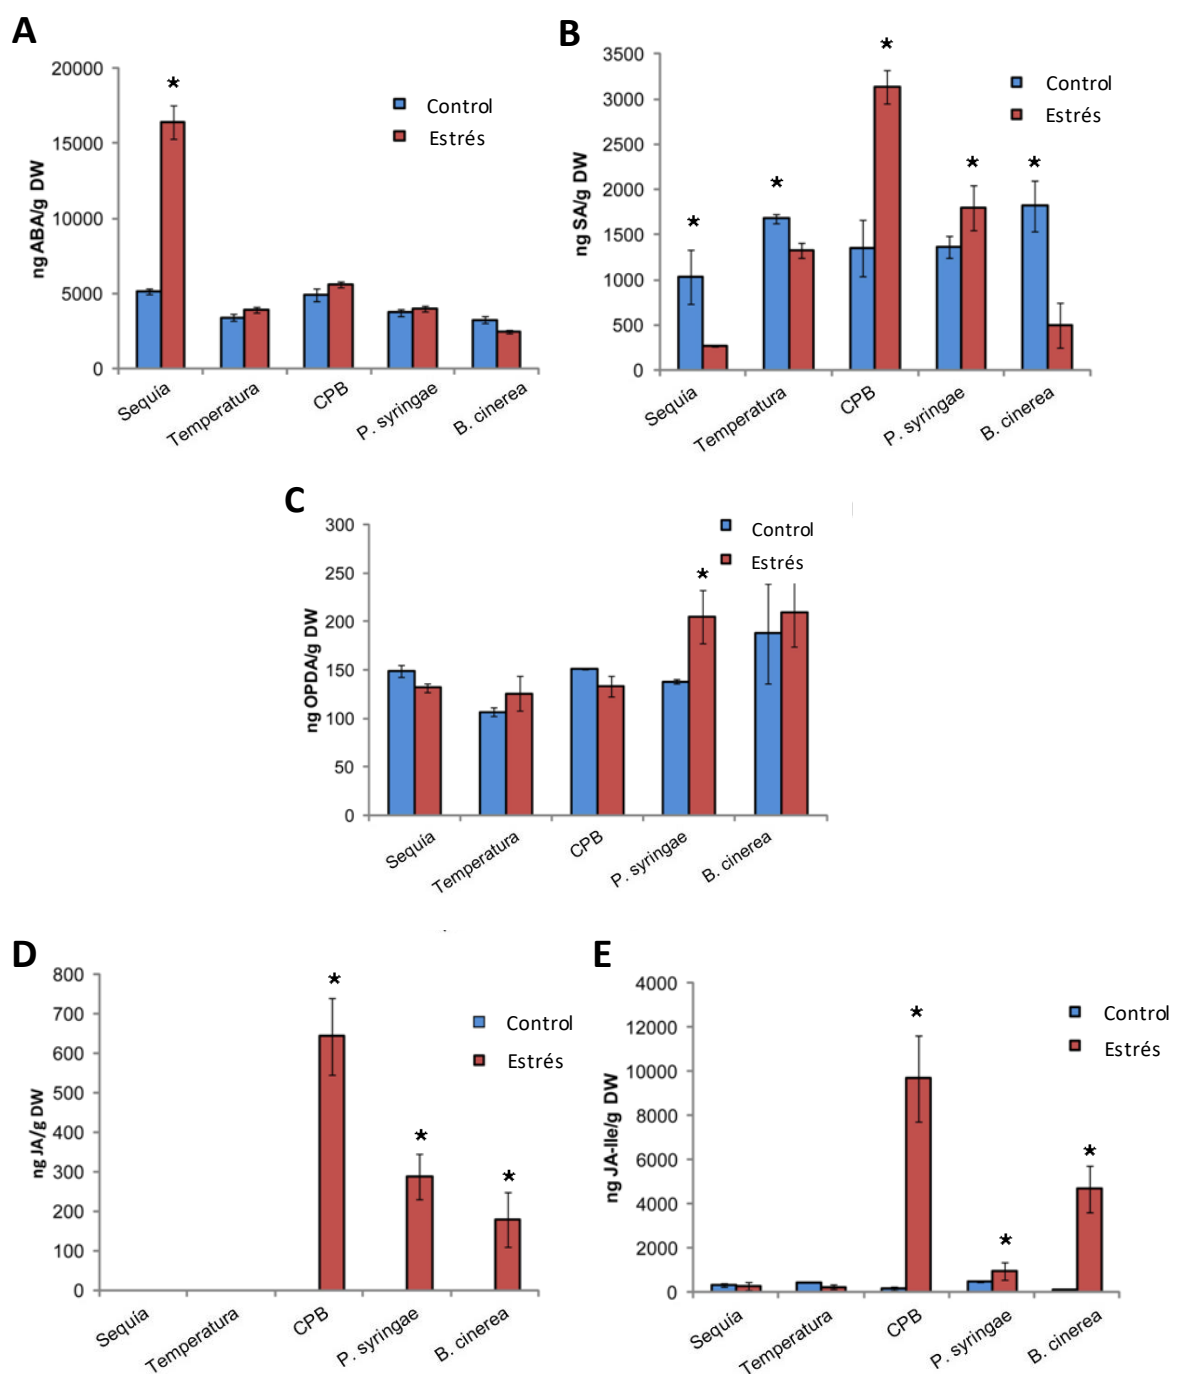 A
ng ABA/g DW
20000
15000
10000
5000
0
Control
Estrés
Sequía
Temperatura
CPB
P. syringae
B. cinerea
B
ng SA/g DW
3500
3000
2500
2000
1500
1000
500
0
Control
Estrés
Sequía
Temperatura
CPB
P. syringae
B. cinerea
C
ng OPDA/g DW
300
250
200
150
100
50
0
Control
Estrés
Sequía
Temperatura
CPB
P. syringae
B. cinerea
D
ng JA/g DW
800
700
600
500
400
300
200
100
0
Control
Estrés
Sequía
Temperatura
CPB
P. syringae
B. cinerea
E
ng JA-Ile/g DW
4000
12000
10000
8000
6000
4000
2000
0
Control
Estrés
Sequía
Temperatura
CPB
P. syringae
B. cinerea